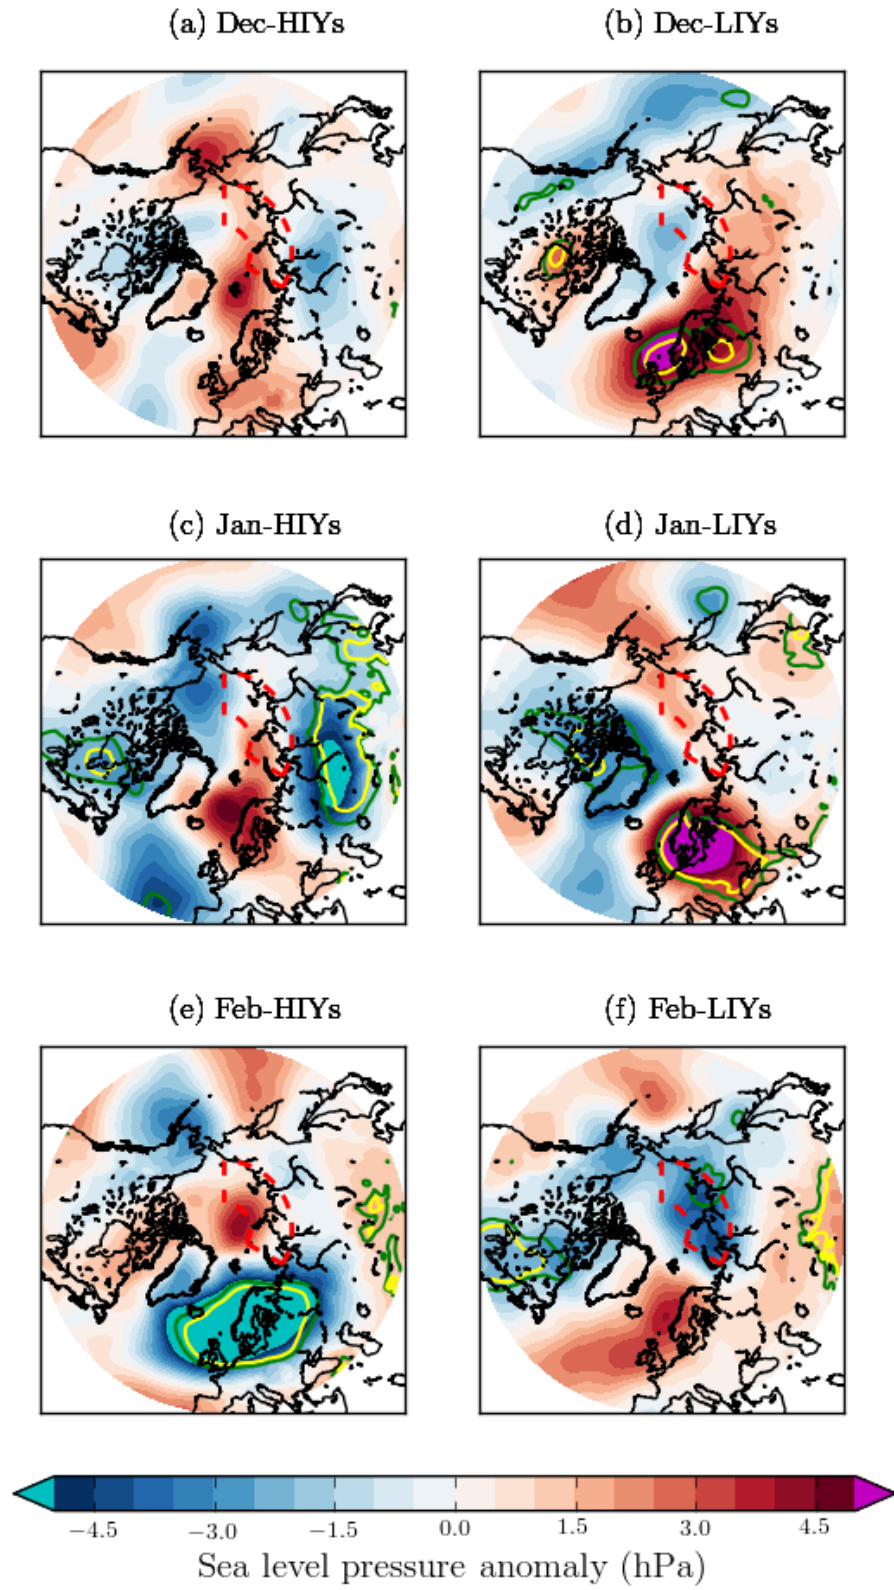 (a) Dec-HIYs
(b) Dec-LIYs
(c) Jan-HIYs
(d) Jan-LIYs
(e) Feb-HIYs
(f) Feb-LIYs
−4.5 −3.0 −1.5 0.0 1.5 3.0 4.5
Sea level pressure anomaly (hPa)